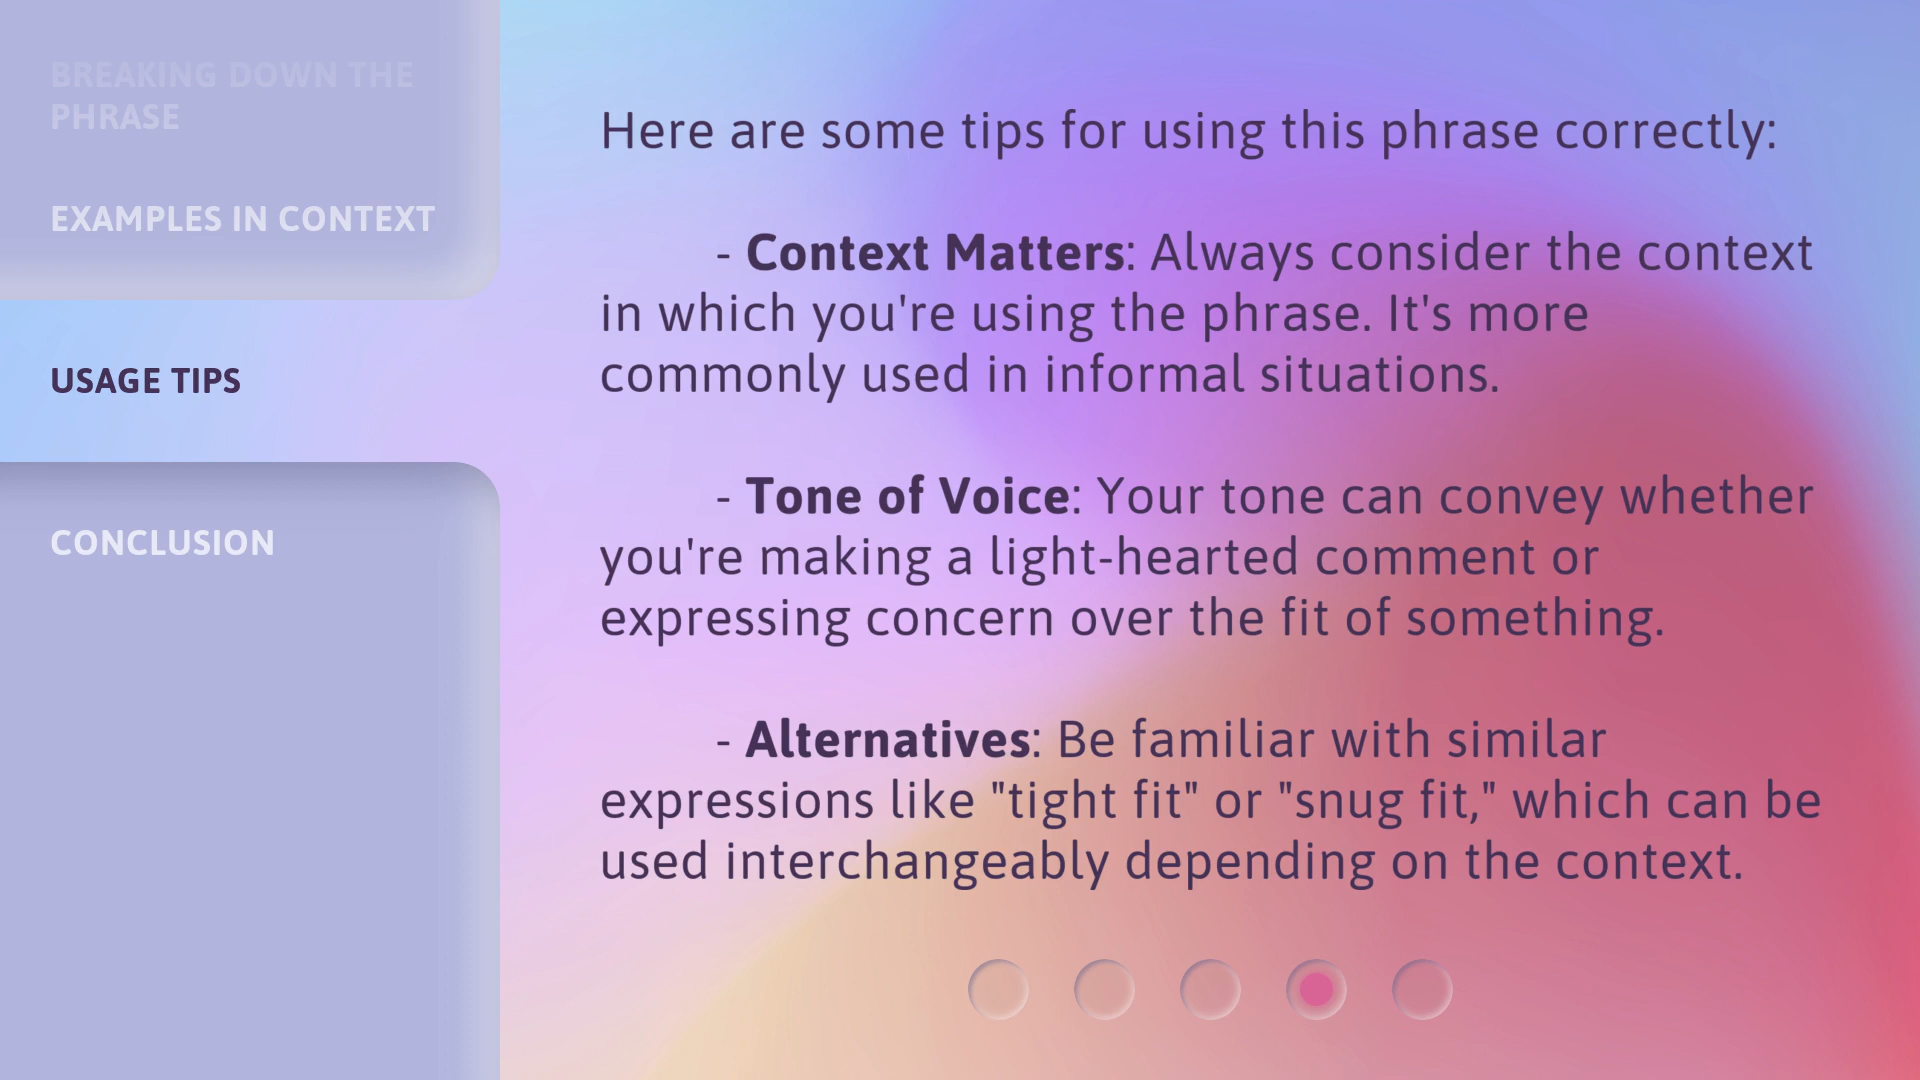 BREAKING DOWN THE
PHRASE
EXAMPLES IN CONTEXT
USAGE TIPS
CONCLUSION
Here are some tips for using this phrase correctly:
- Context Matters: Always consider the context
in which you're using the phrase. It's more
commonly used in informal situations.
- Tone of Voice: Your tone can convey whether
you're making a light-hearted comment or
expressing concern over the fit of something.
- Alternatives: Be familiar with similar
expressions like "tight fit" or "snug fit," which can be
used interchangeably depending on the context.